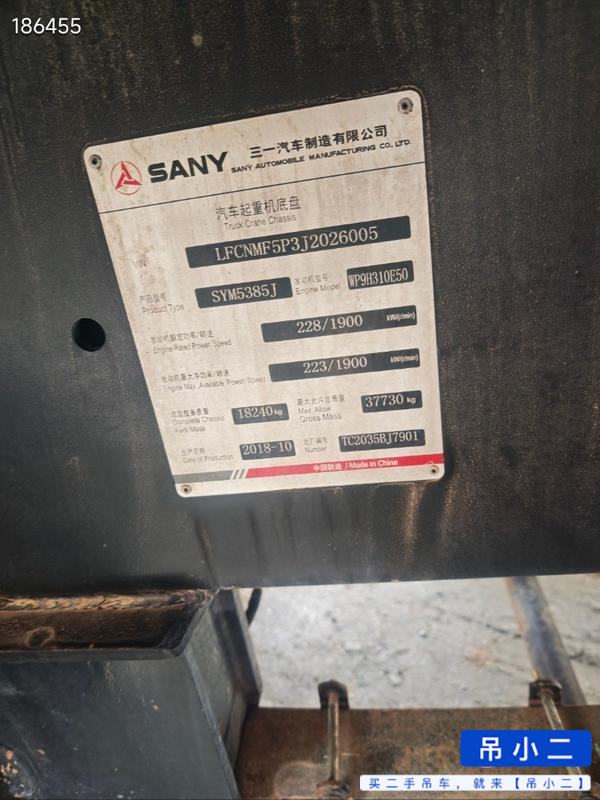 186455
SANY 三一汽车制造有限公司
SANY AUTOMOBILE MANUFACTURING CO., LTD.
汽车起重机底盘
Truck Crane Chassis
VIN LFCNMF5P3J2026005
产品型号 SYM5385J 发动机型号 WP9H310E50
Product Type Engine Model
发动机额定功率/转速 228/1900 kW/(r/min)
Engine Rated Power/Speed
发动机最大净功率/转速 223/1900 kW/(r/min)
Engine Max. Available Power/Speed
底盘整备质量 18240 kg 最大允许总质量 37730 kg
Complete Chassis Kerb Mass Max. Allow Gross Mass
生产日期 2018-10 出厂编号 TC2035BJ7901
Date of Production Number
中国制造 / Made in China
吊小二
买二手吊车，就来【吊小二】